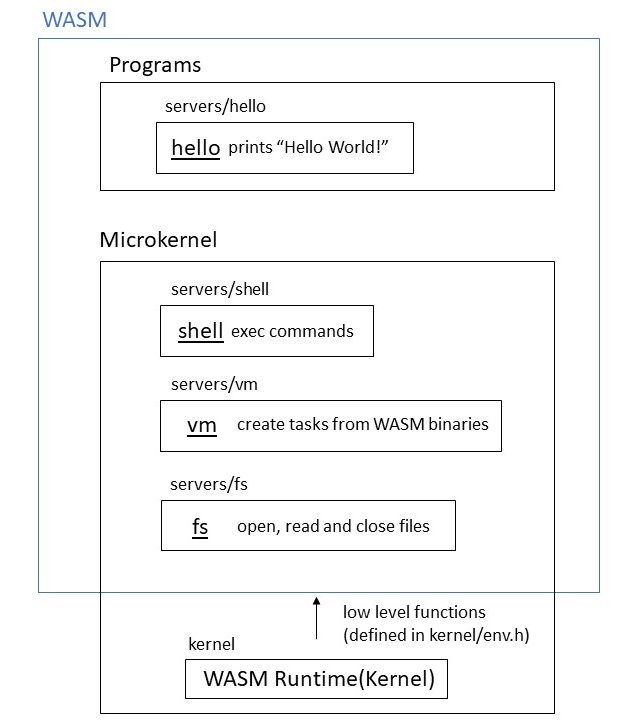 WASM
Programs
servers/hello
hello prints “Hello World!”
Microkernel
servers/shell
shell exec commands
servers/vm
vm create tasks from WASM binaries
servers/fs
fs open, read and close files
low level functions
(defined in kernel/env.h)
kernel
WASM Runtime(Kernel)